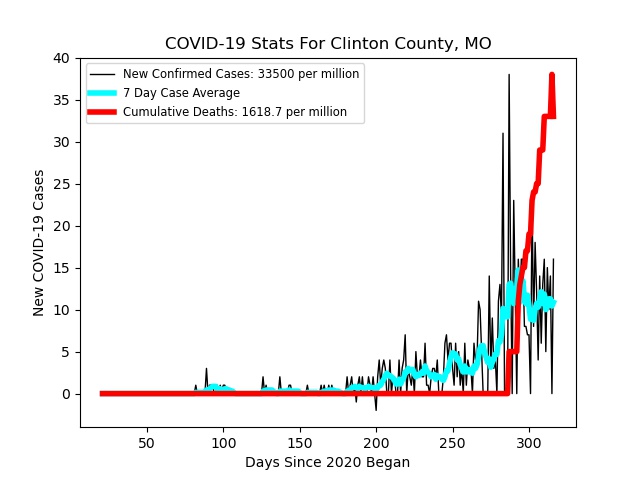 COVID-19 Stats For Clinton County, MO
New Confirmed Cases: 33500 per million
7 Day Case Average
Cumulative Deaths: 1618.7 per million
New COVID-19 Cases
40
35
30
25
20
15
10
5
0
50 100 150 200 250 300
Days Since 2020 Began